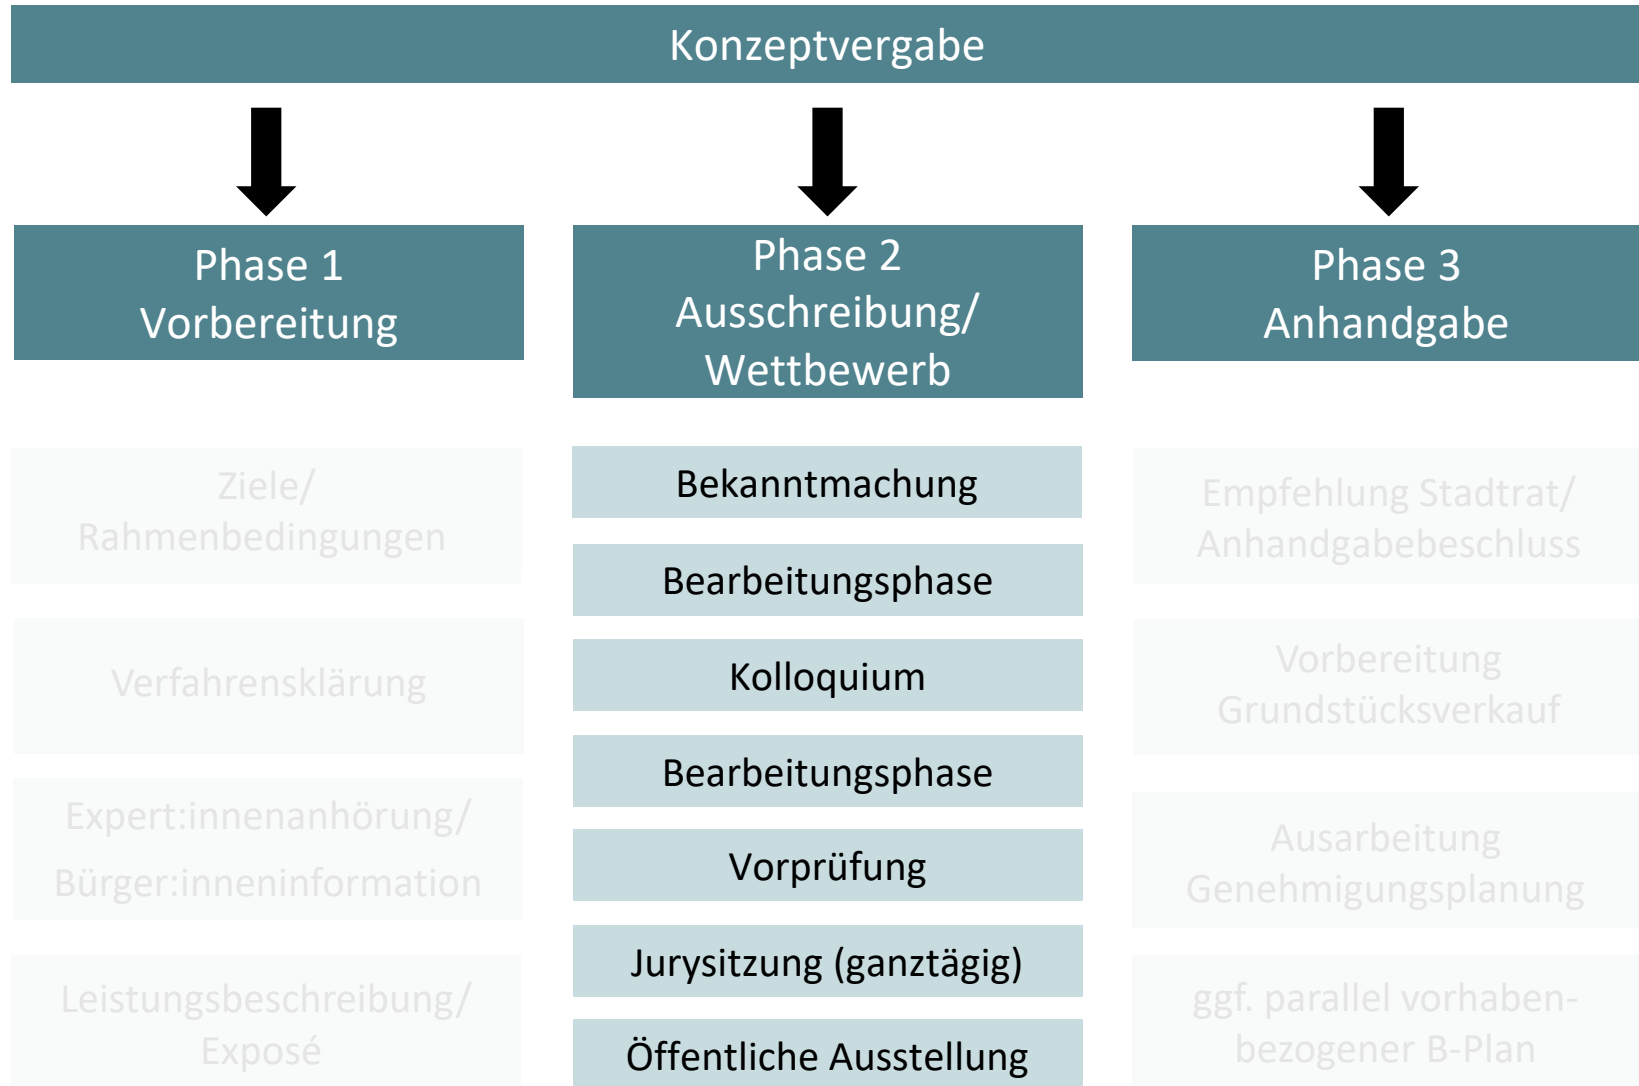 Konzeptvergabe
Phase 1
Vorbereitung
Ziele/
Rahmenbedingungen
Verfahrensklärung
Expert:innenanhörung/
Bürger:inneninformation
Leistungsbeschreibung/
Exposé
Phase 2
Ausschreibung/
Wettbewerb
Bekanntmachung
Bearbeitungsphase
Kolloquium
Bearbeitungsphase
Vorprüfung
Jurysitzung (ganztägig)
Öffentliche Ausstellung
Phase 3
Anhandgabe
Empfehlung Stadtrat/
Anhandgabebeschluss
Vorbereitung
Grundstücksverkauf
Ausarbeitung
Genehmigungsplanung
ggf. parallel vorhaben-
bezogener B-Plan